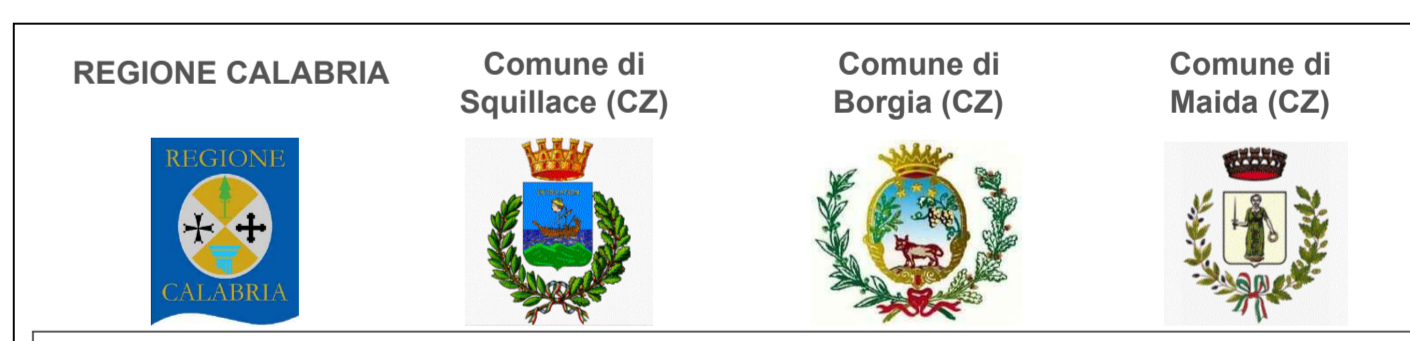 REGIONE CALABRIA
Comune di
Squillace (CZ)
Comune di
Borgia (CZ)
Comune di
Maida (CZ)
REGIONE
CALABRIA